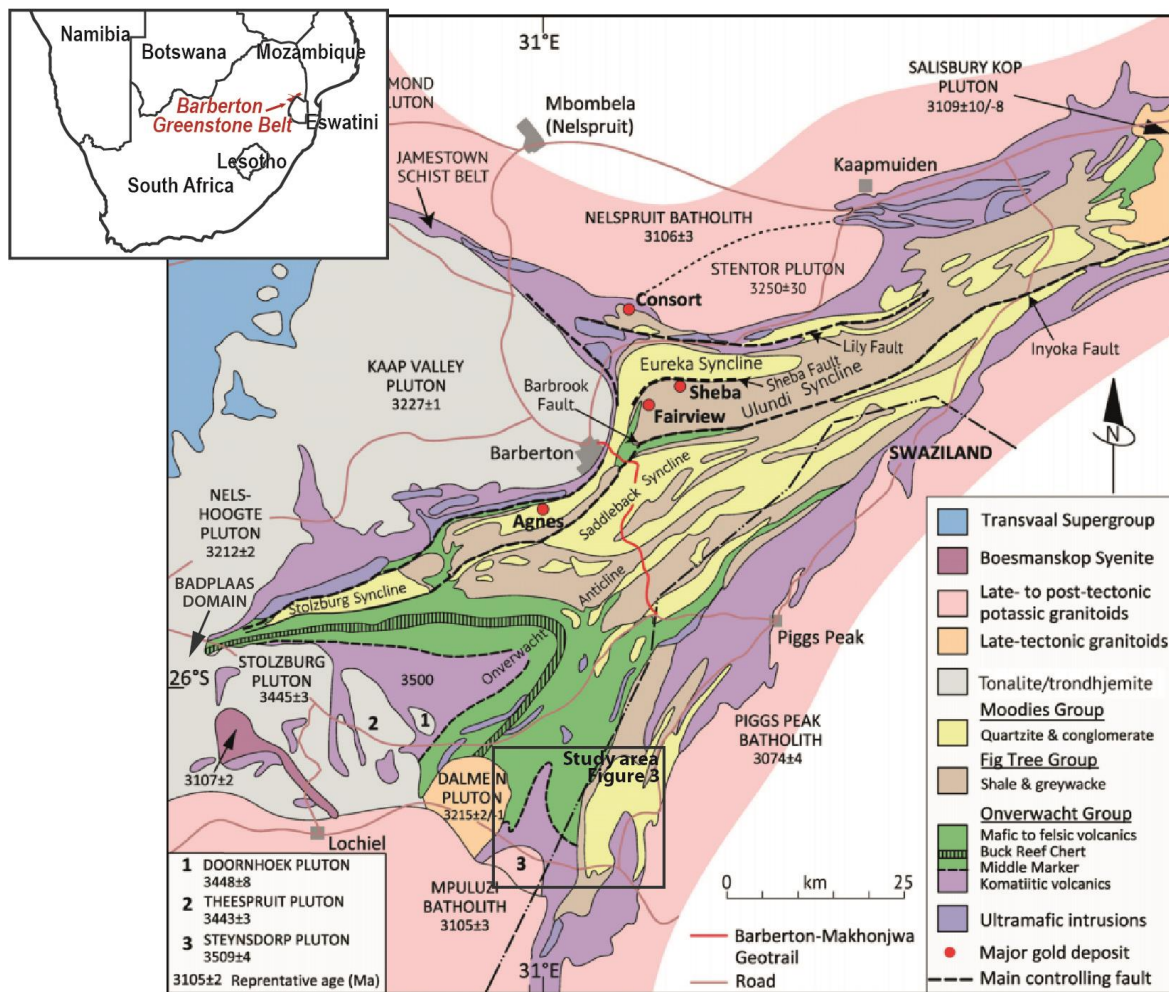 Namibia
Botswana
Mozambique
Barberton
Greenstone Belt
Eswatini
Lesotho
South Africa
31°E
SALISBURY KOP
PLUTON
3109±10/-8
MOND
PLUTON
Mbombela
(Nelspruit)
JAMESTOWN
SCHIST BELT
Kaapmuiden
NELSPRUIT BATHOLITH
3106±3
STENTOR PLUTON
3250±30
Consort
Lily Fault
Inyoka Fault
Eureka Syncline
Sheba Fault
KAAP VALLEY
PLUTON
3227±1
Barbrook
Fault
Sheba
Ulundi Syncline
Fairview
N
Barberton
SWAZILAND
Saddleback Syncline
NELS-
HOOGTE
PLUTON
3212±2
Agnes
BADPLAAS
DOMAIN
Stolzburg Syncline
Anticline
Onverwacht
Piggs Peak
26°S
STOLZBURG
PLUTON
3445±3
3500
2
1
PIGGS PEAK
BATHOLITH
3074±4
3107±2
Study area
Figure 3
DALMEIN
PLUTON
3215±2/-1
Lochiel
3
MPULUZI
BATHOLITH
3105±3
31°E
1 DOORNHOEK PLUTON
3448±8
2 THEESPRUIT PLUTON
3443±3
3 STEYNSDORP PLUTON
3509±4
3105±2 Reprentative age (Ma)
0 km 25
Barberton-Makhonjwa
Geotrail
Road
Transvaal Supergroup
Boesmanskop Syenite
Late- to post-tectonic
potassic granitoids
Late-tectonic granitoids
Tonalite/trondhjemite
Moodies Group
Quartzite & conglomerate
Fig Tree Group
Shale & greywacke
Onverwacht Group
Mafic to felsic volcanics
Buck Reef Chert
Middle Marker
Komatiitic volcanics
Ultramafic intrusions
Major gold deposit
Main controlling fault